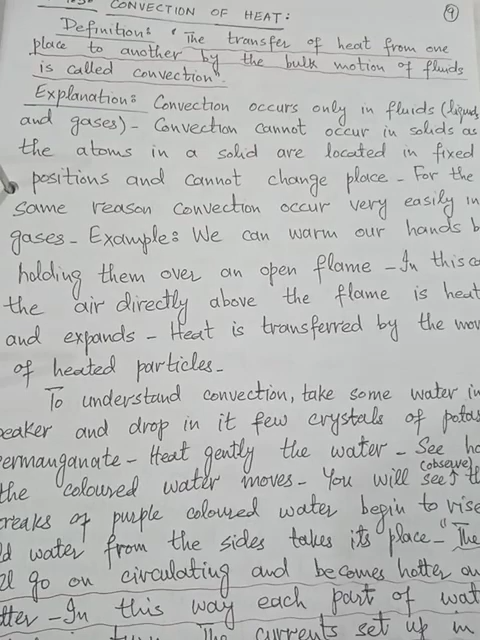 CONVECTION OF HEAT:
9
Definition: "The transfer of heat from one
place to another by the bulk motion of fluids
is called convection".
Explanation: Convection occurs only in fluids (liquids
and gases) - Convection cannot occur in solids as
the atoms in a solid are located in fixed
positions and cannot change place - For the
same reason convection occur very easily in
gases - Example: We can warm our hands b
holding them over an open flame - In this ca
the air directly above the flame is heat
and expands - Heat is transferred by the mov
of heated particles -
To understand convection, take some water in
beaker and drop in it few crystals of potas
permanganate - Heat gently the water - See ho
(observe)
the coloured water moves - You will see th
treaks of purple coloured water begin to rise
ld water from the sides takes its place - "The
go on circulating and becomes hotter an
tter - In this way each part of wat
The currents set up in